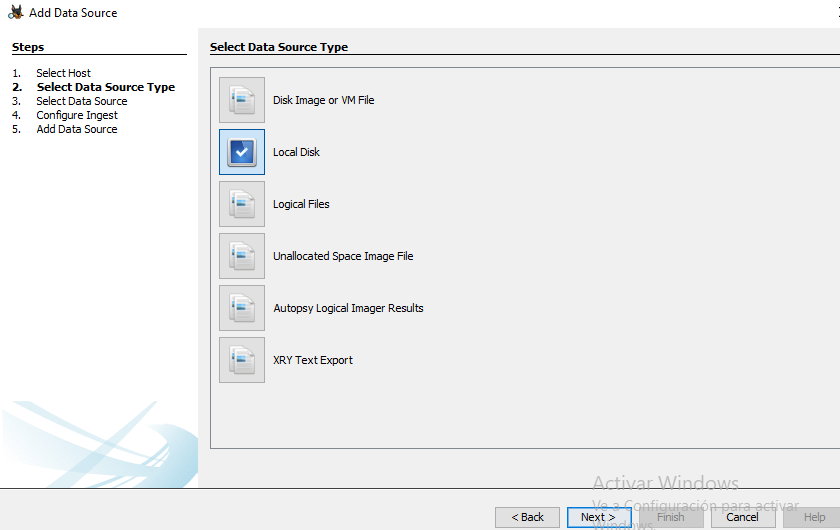 Add Data Source
Steps
1. Select Host
2. Select Data Source Type
3. Select Data Source
4. Configure Ingest
5. Add Data Source
Select Data Source Type
Disk Image or VM File
Local Disk
Logical Files
Unallocated Space Image File
Autopsy Logical Imager Results
XRY Text Export
Activar Windows
Ve a Configuración para activar
Windows.
< Back
Next >
Finish
Cancel
Help